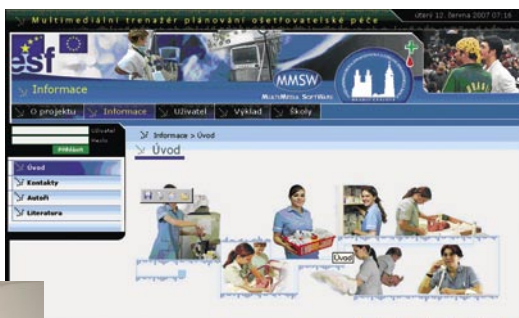 Multimediální trenažér plánování ošetřovatelské péče
úterý 12. června 2007 07:16
esf
MMSW
MultiMedia SoftWare
Informace
O projektu
Informace
Uživatel
Výklad
Školy
Uživatel
Heslo
Přihlásit
Informace > Úvod
Úvod
Úvod
Kontakty
Autoři
Literatura
Úvod